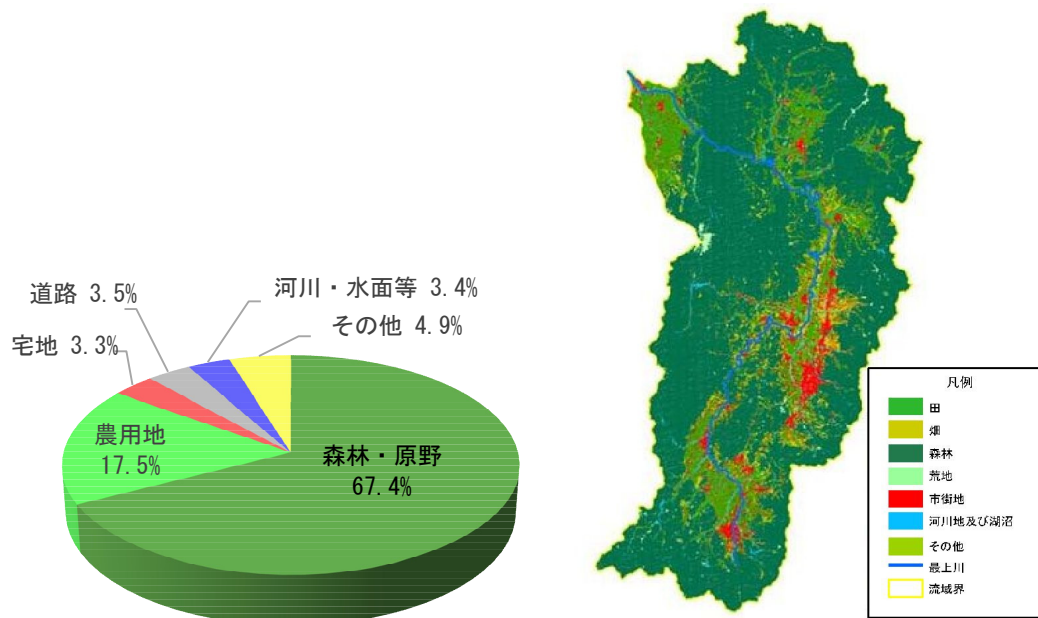 道路 3.5%
河川・水面等 3.4%
宅地 3.3%
その他 4.9%
農用地
17.5%
森林・原野
67.4%
凡例
田
畑
森林
荒地
市街地
河川地及び湖沼
その他
最上川
流域界